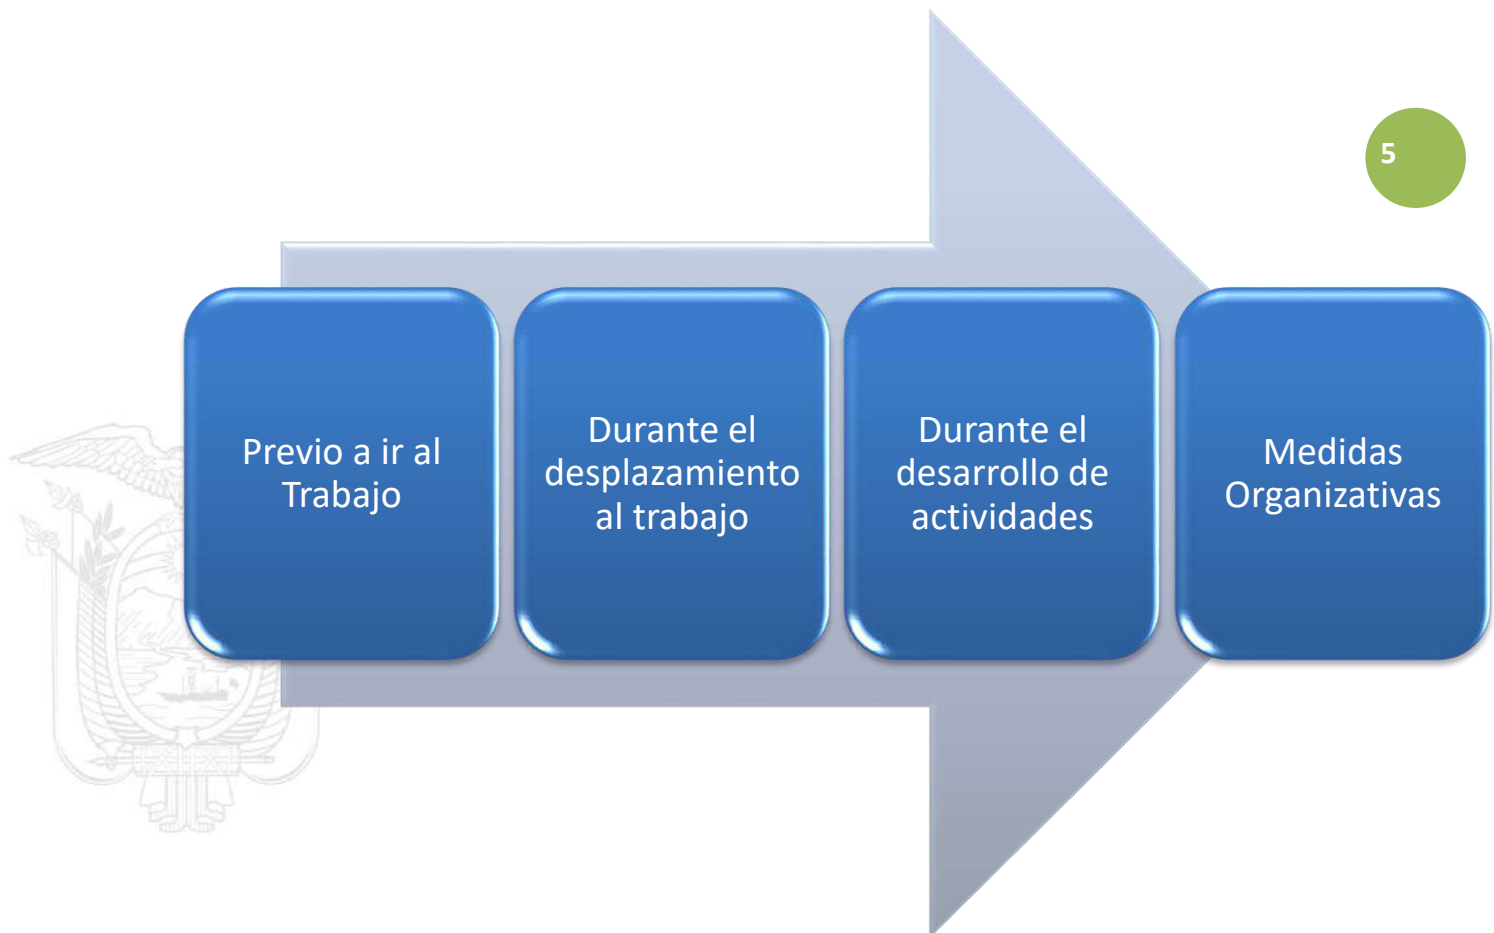 5
Previo a ir al
Trabajo
Durante el
desplazamiento
al trabajo
Durante el
desarrollo de
actividades
Medidas
Organizativas